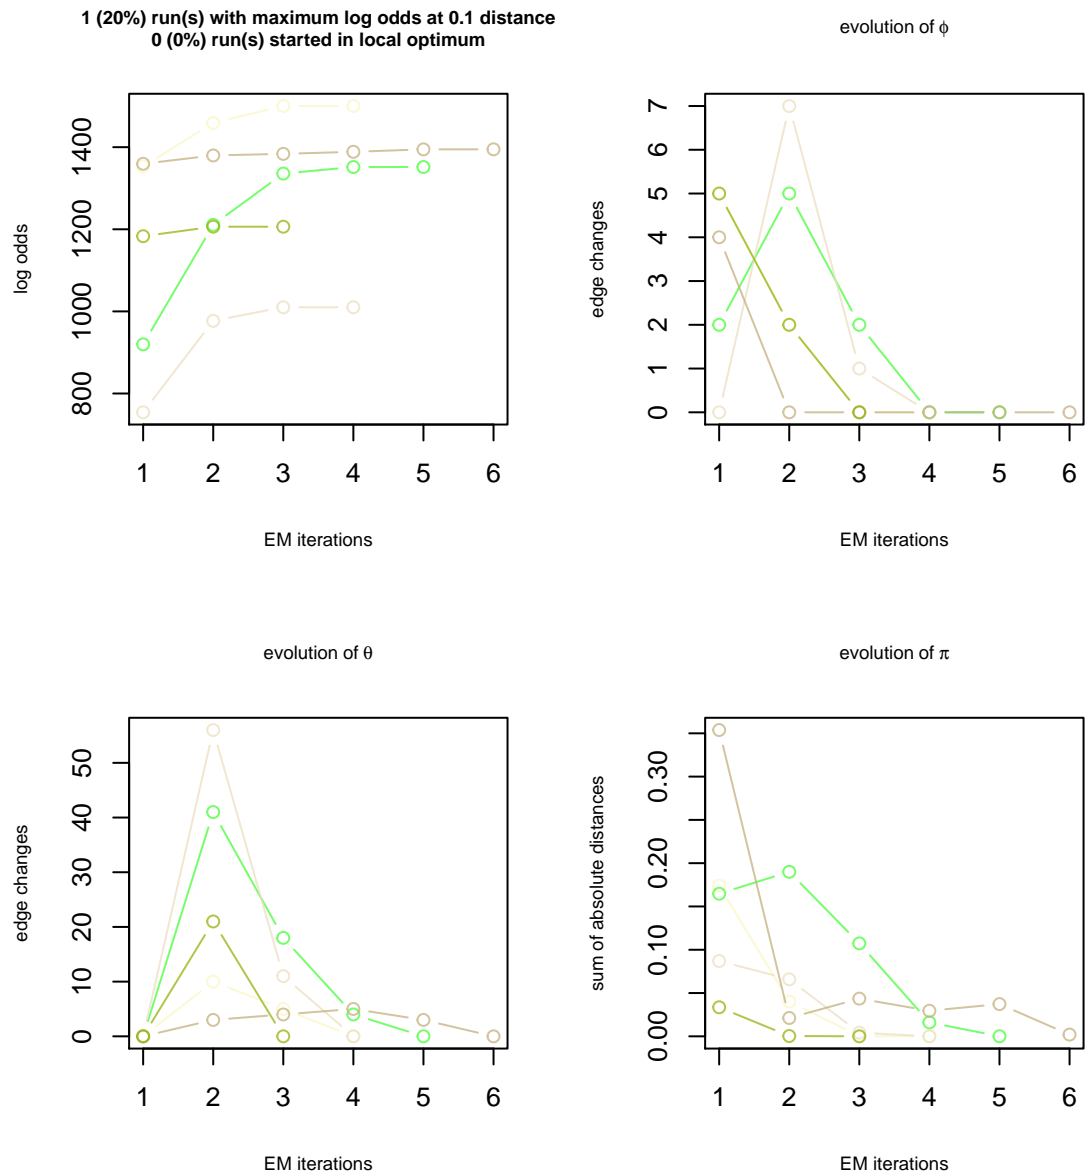 1 (20%) run(s) with maximum log odds at 0.1 distance
0 (0%) run(s) started in local optimum
log odds
800
1000
1200
1400
1 2 3 4 5 6
EM iterations
evolution of ϕ
edge changes
0
1
2
3
4
5
6
7
1 2 3 4 5 6
EM iterations
evolution of θ
edge changes
0
10
20
30
40
50
1 2 3 4 5 6
EM iterations
evolution of π
sum of absolute distances
0.00
0.10
0.20
0.30
1 2 3 4 5 6
EM iterations